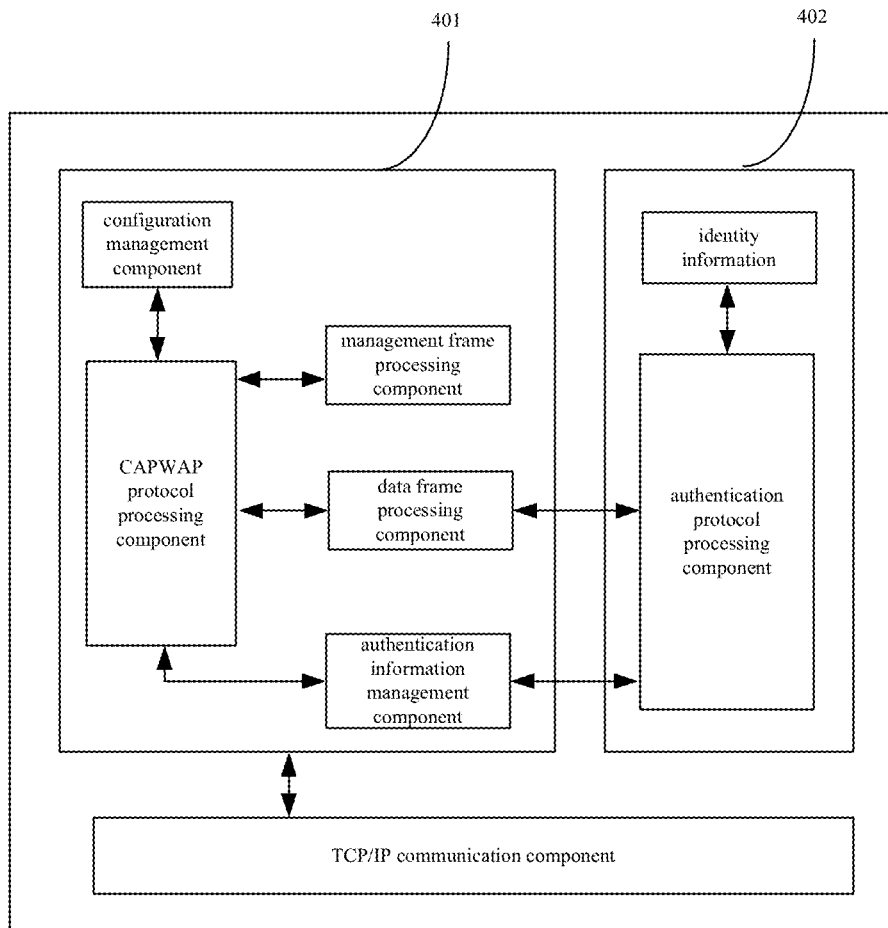 401
402
configuration
management
component
identity
information
management frame
processing
component
CAPWAP
protocol
processing
component
data frame
processing
component
authentication
protocol
processing
component
authentication
information
management
component
TCP/IP communication component